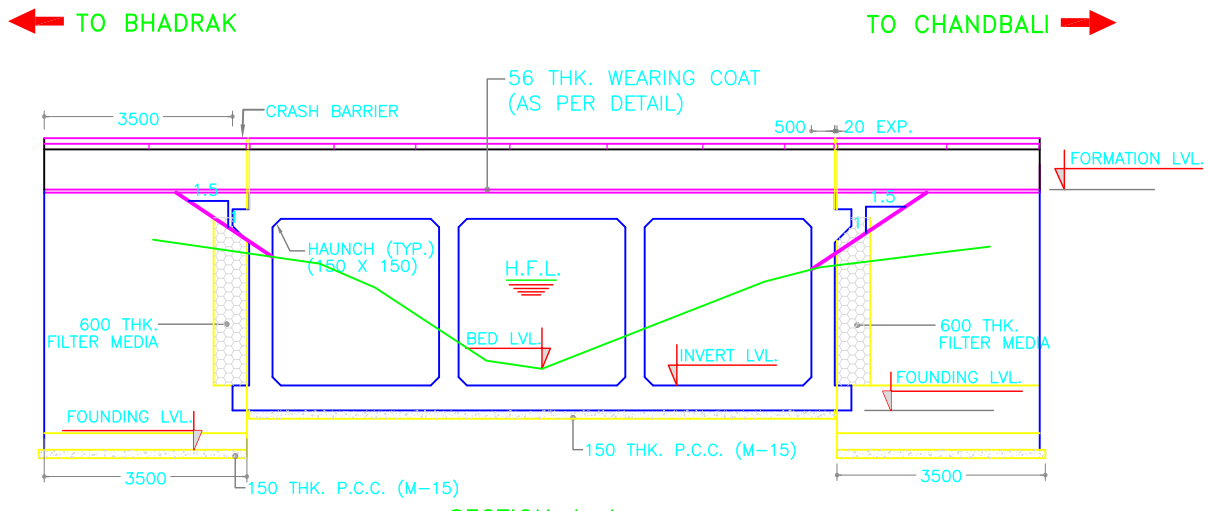 TO BHADRAK
TO CHANDBALI
56 THK. WEARING COAT
(AS PER DETAIL)
3500
CRASH BARRIER
500
20 EXP.
FORMATION LVL.
1.5
1
1.5
1
HAUNCH (TYP.)
(150 X 150)
H.F.L.
600 THK.
FILTER MEDIA
BED LVL.
INVERT LVL.
600 THK.
FILTER MEDIA
FOUNDING LVL.
FOUNDING LVL.
150 THK. P.C.C. (M-15)
3500
150 THK. P.C.C. (M-15)
3500